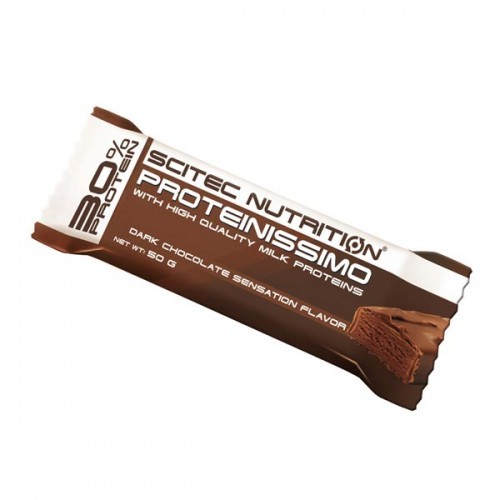 30%
PROTEIN
SCITEC NUTRITION®
PROTEINISSIMO
WITH HIGH QUALITY MILK PROTEINS
DARK CHOCOLATE SENSATION FLAVOR
NET WT: 50 G